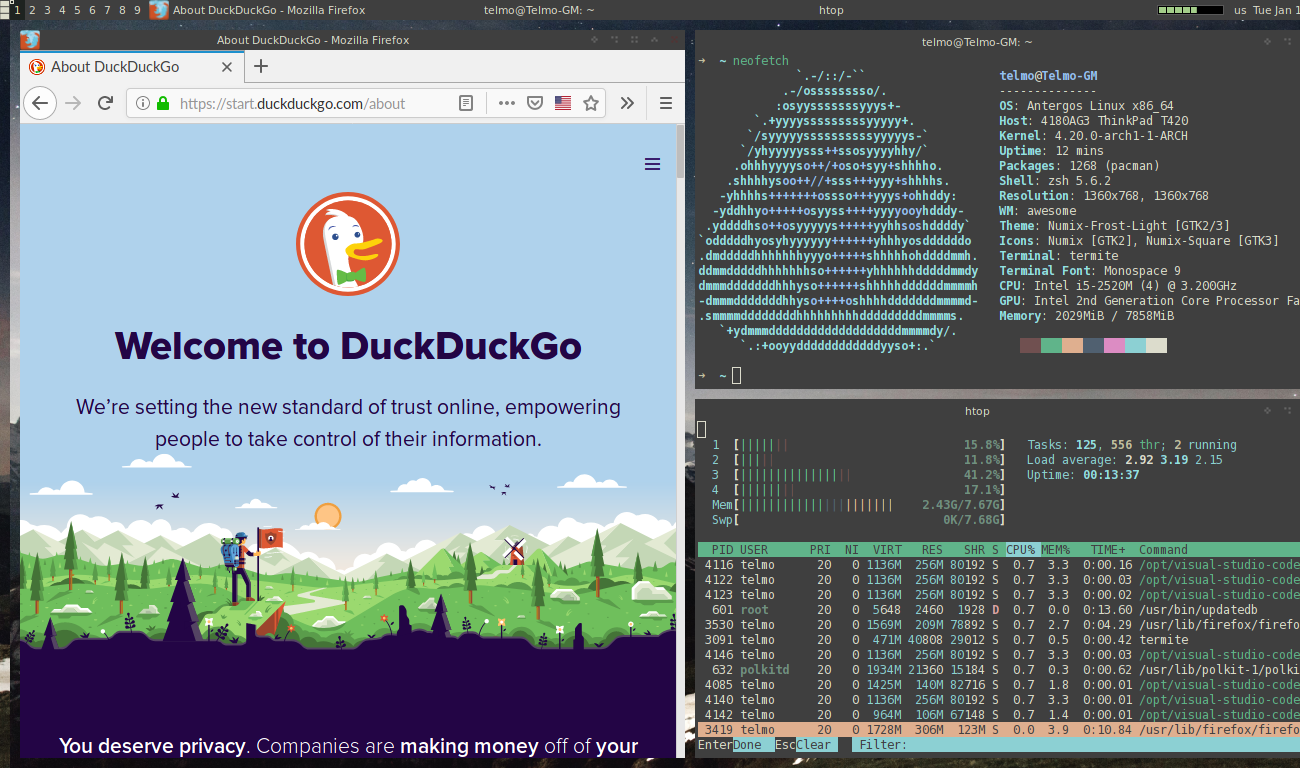 1 2 3 4 5 6 7 8 9 About DuckDuckGo - Mozilla Firefox telmo@Telmo-GM: ~ htop us Tue Jan 1
About DuckDuckGo - Mozilla Firefox
About DuckDuckGo
https://start.duckduckgo.com/about
Welcome to DuckDuckGo
We’re setting the new standard of trust online, empowering
people to take control of their information.
You deserve privacy. Companies are making money off of your
telmo@Telmo-GM: ~
→ ~ neofetch
telmo@Telmo-GM
--------------
OS: Antergos Linux x86_64
Host: 4180AG3 ThinkPad T420
Kernel: 4.20.0-arch1-1-ARCH
Uptime: 12 mins
Packages: 1268 (pacman)
Shell: zsh 5.6.2
Resolution: 1360x768, 1360x768
WM: awesome
Theme: Numix-Frost-Light [GTK2/3]
Icons: Numix [GTK2], Numix-Square [GTK3]
Terminal: termite
Terminal Font: Monospace 9
CPU: Intel i5-2520M (4) @ 3.200GHz
GPU: Intel 2nd Generation Core Processor Fa
Memory: 2029MiB / 7858MiB
→ ~
htop
1 [||||||| 15.8%] Tasks: 125, 556 thr; 2 running
2 [||||| 11.8%] Load average: 2.92 3.19 2.15
3 [|||||||||||||||| 41.2%] Uptime: 00:13:37
4 [|||||||| 17.1%]
Mem[|||||||||||||||||||||| 2.43G/7.67G]
Swp[ 0K/7.68G]
PID USER PRI NI VIRT RES SHR S CPU% MEM% TIME+ Command
4116 telmo 20 0 1136M 256M 80192 S 0.7 3.3 0:00.16 /opt/visual-studio-code
4122 telmo 20 0 1136M 256M 80192 S 0.7 3.3 0:00.03 /opt/visual-studio-code
4123 telmo 20 0 1136M 256M 80192 S 0.7 3.3 0:00.02 /opt/visual-studio-code
601 root 20 0 5648 2460 1928 D 0.7 0.0 0:13.60 /usr/bin/updatedb
3530 telmo 20 0 1569M 209M 78892 S 0.7 2.7 0:04.29 /usr/lib/firefox/firefo
3091 telmo 20 0 471M 40808 29012 S 0.7 0.5 0:00.42 termite
4146 telmo 20 0 1136M 256M 80192 S 0.7 3.3 0:00.03 /opt/visual-studio-code
632 polkitd 20 0 1934M 21360 15184 S 0.7 0.3 0:00.62 /usr/lib/polkit-1/polki
4085 telmo 20 0 1425M 140M 82716 S 0.7 1.8 0:00.01 /opt/visual-studio-code
4140 telmo 20 0 1136M 256M 80192 S 0.7 3.3 0:00.01 /opt/visual-studio-code
4142 telmo 20 0 964M 106M 67148 S 0.7 1.4 0:00.01 /opt/visual-studio-code
3419 telmo 20 0 1728M 306M 123M S 0.0 3.9 0:10.84 /usr/lib/firefox/firefo
EnterDone EscClear Filter: